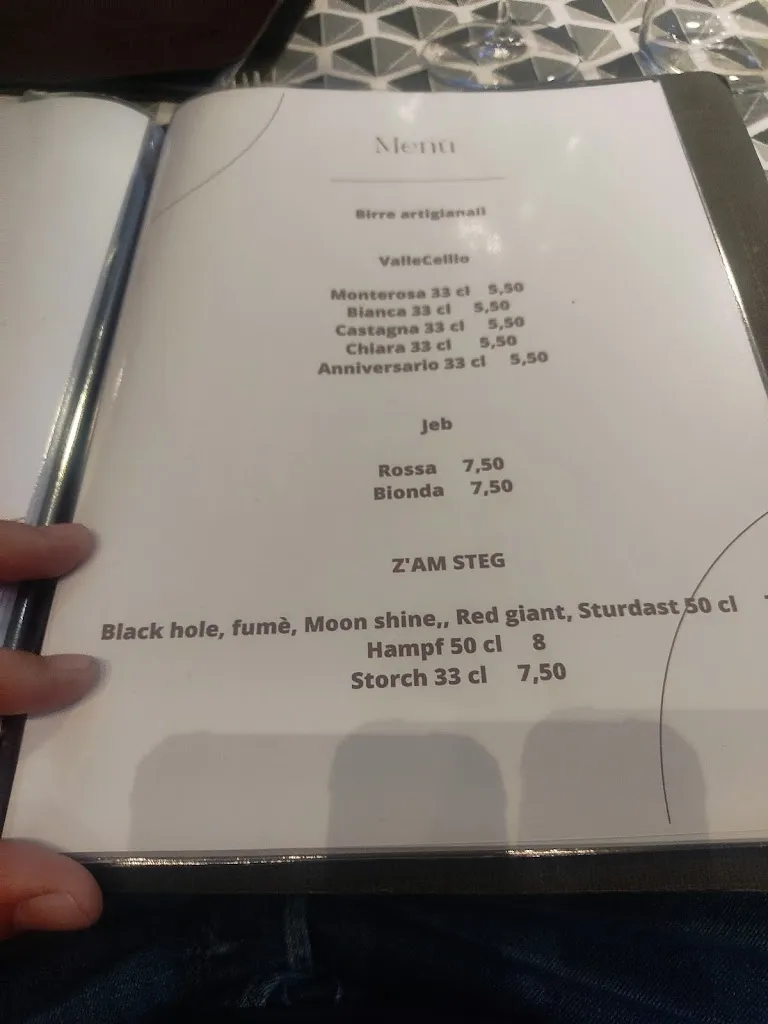 Menu
Birre artigianali
ValleCellio
Monterosa 33 cl 5,50
Bianca 33 cl 5,50
Castagna 33 cl 5,50
Chiara 33 cl 5,50
Anniversario 33 cl 5,50
Jeb
Rossa 7,50
Bionda 7,50
Z'AM STEG
Black hole, fumè, Moon shine,, Red giant, Sturdast 50 cl
Hampf 50 cl 8
Storch 33 cl 7,50